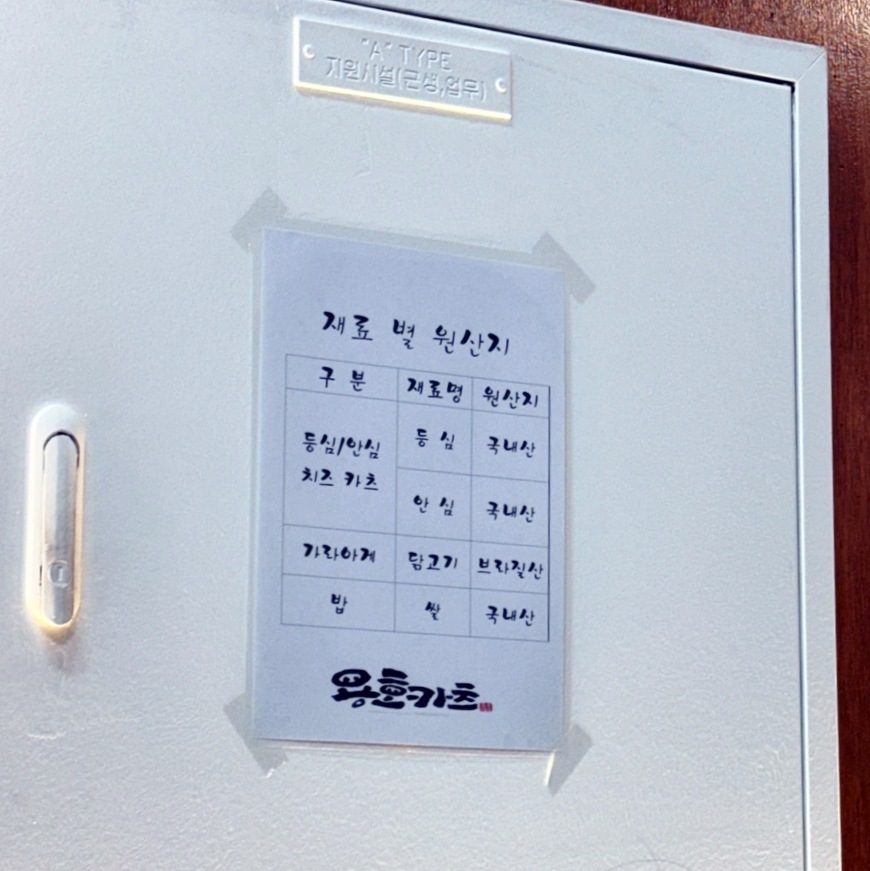 "A" TYPE
지원시설(근생,업무)
재료 별 원산지
구 분 재료명 원산지
등심/안심
치즈 카츠
등 심 국내산
안 심 국내산
가라아게 닭고기 브라질산
밥 쌀 국내산
용호카츠